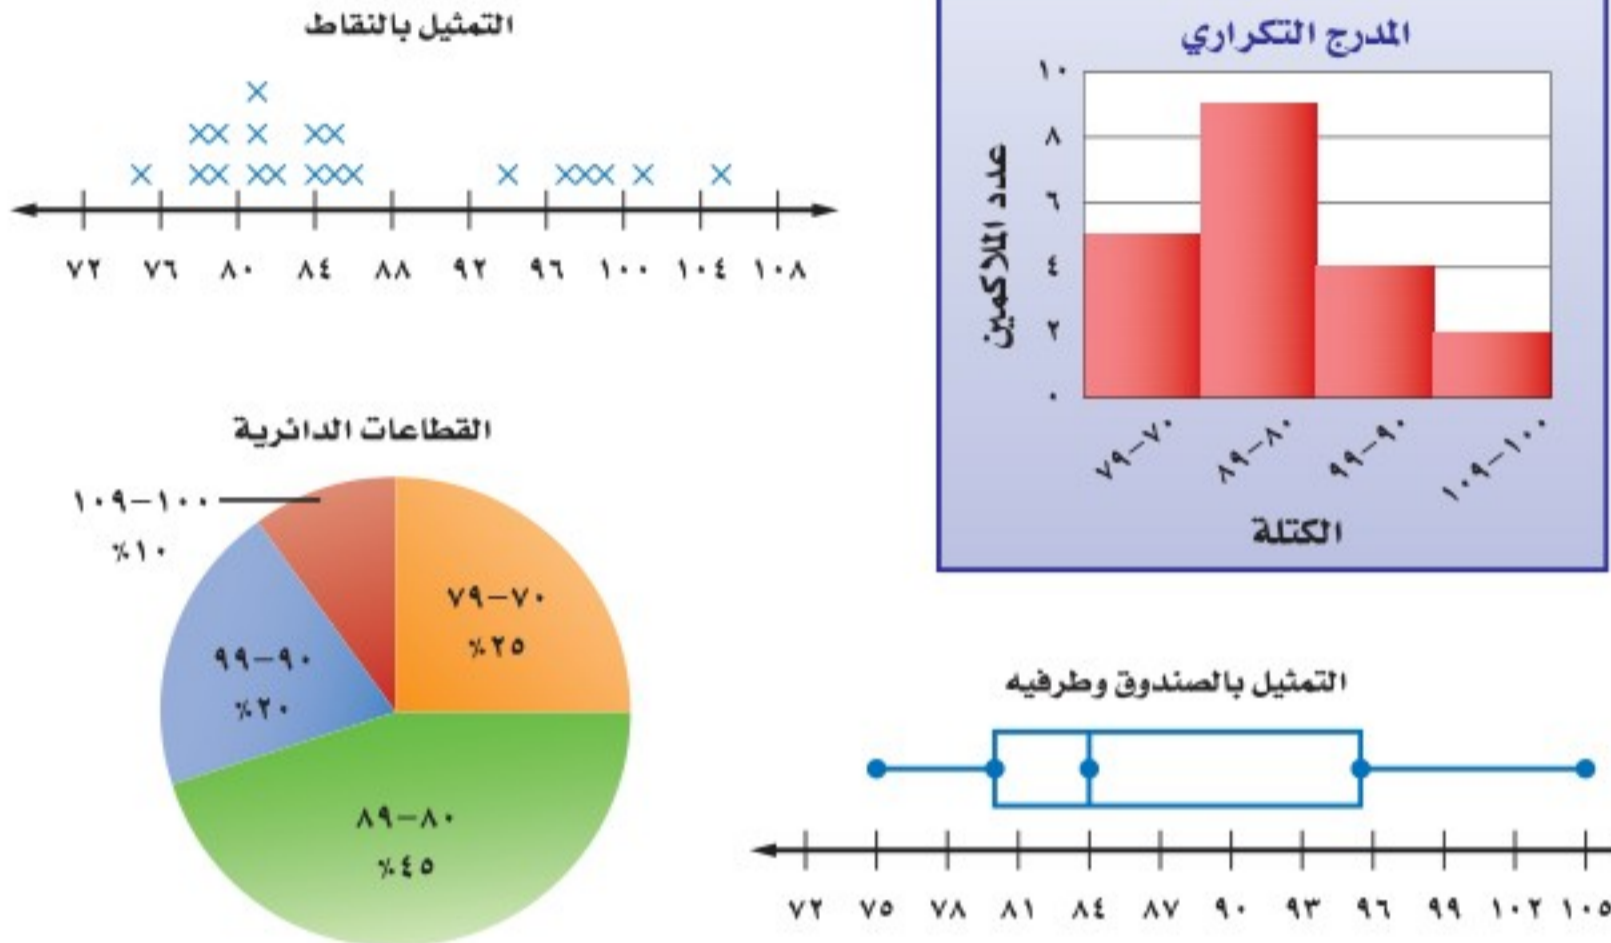 المدرج التكراري
١٠
٨
٦
٤
٢
٠
عدد الملاكمين
٧٠–٧٩
٨٠–٨٩
٩٠–٩٩
١٠٠–١٠٩
الكتلة
التمثيل بالنقاط
٧٢ ٧٦ ٨٠ ٨٤ ٨٨ ٩٢ ٩٦ ١٠٠ ١٠٤ ١٠٨
القطاعات الدائرية
١٠٠–١٠٩
٪١٠
٧٠–٧٩
٪٢٥
٩٠–٩٩
٪٢٠
٨٠–٨٩
٪٤٥
التمثيل بالصندوق وطرفيه
٧٢ ٧٥ ٧٨ ٨١ ٨٤ ٨٧ ٩٠ ٩٣ ٩٦ ٩٩ ١٠٢ ١٠٥